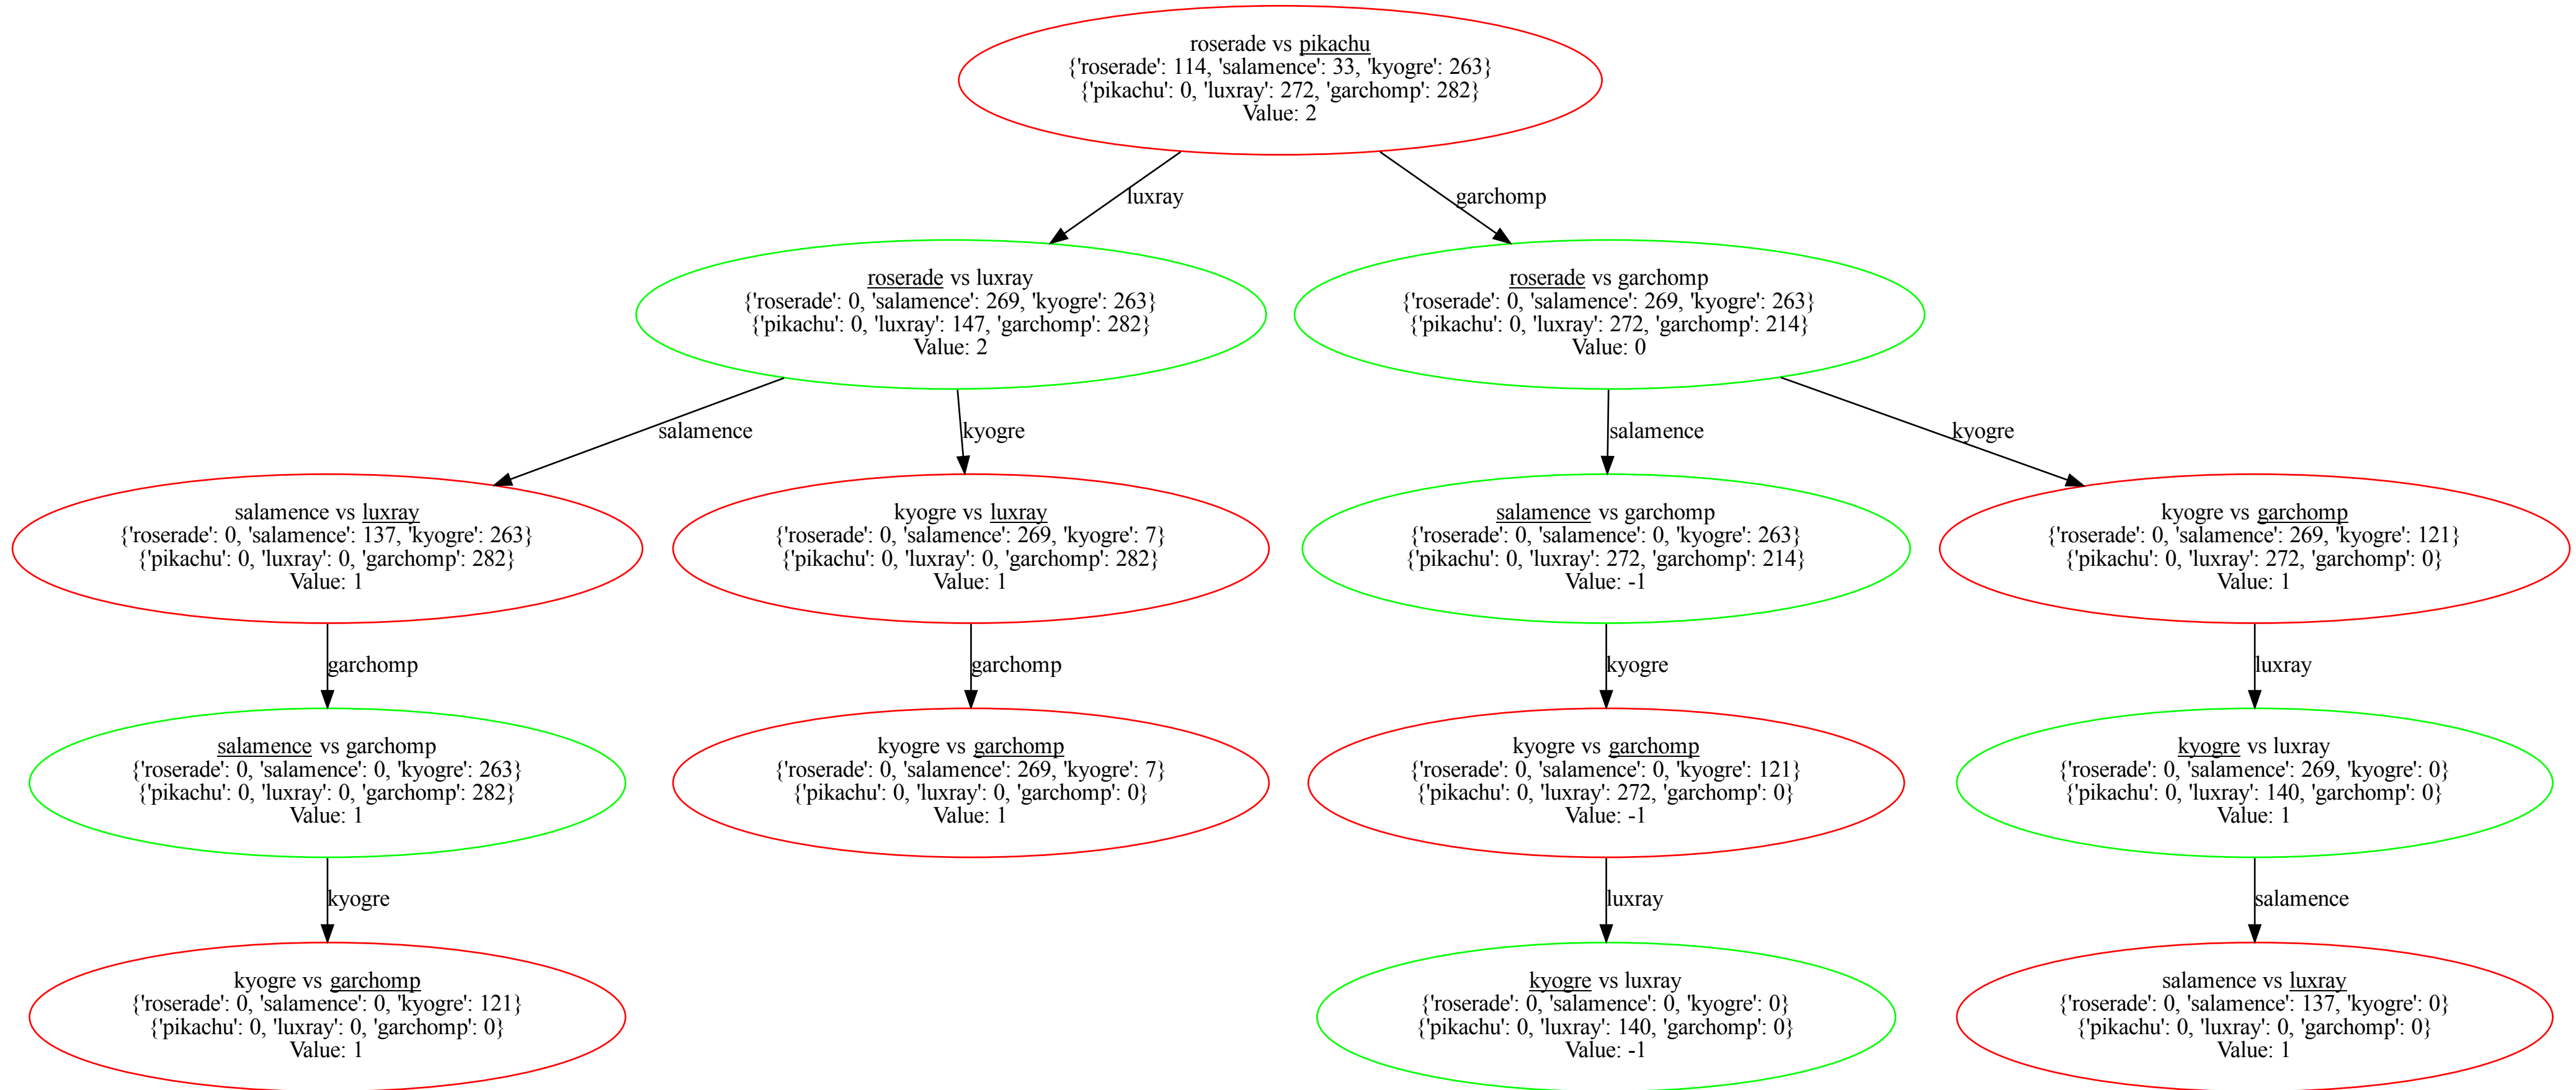 roserade vs pikachu
{'roserade': 114, 'salamence': 33, 'kyogre': 263}
{'pikachu': 0, 'luxray': 272, 'garchomp': 282}
Value: 2
luxray
garchomp
roserade vs luxray
{'roserade': 0, 'salamence': 269, 'kyogre': 263}
{'pikachu': 0, 'luxray': 147, 'garchomp': 282}
Value: 2
roserade vs garchomp
{'roserade': 0, 'salamence': 269, 'kyogre': 263}
{'pikachu': 0, 'luxray': 272, 'garchomp': 214}
Value: 0
salamence
kyogre
salamence
kyogre
salamence vs luxray
{'roserade': 0, 'salamence': 137, 'kyogre': 263}
{'pikachu': 0, 'luxray': 0, 'garchomp': 282}
Value: 1
kyogre vs luxray
{'roserade': 0, 'salamence': 269, 'kyogre': 7}
{'pikachu': 0, 'luxray': 0, 'garchomp': 282}
Value: 1
salamence vs garchomp
{'roserade': 0, 'salamence': 0, 'kyogre': 263}
{'pikachu': 0, 'luxray': 272, 'garchomp': 214}
Value: -1
kyogre vs garchomp
{'roserade': 0, 'salamence': 269, 'kyogre': 121}
{'pikachu': 0, 'luxray': 272, 'garchomp': 0}
Value: 1
garchomp
garchomp
kyogre
luxray
salamence vs garchomp
{'roserade': 0, 'salamence': 0, 'kyogre': 263}
{'pikachu': 0, 'luxray': 0, 'garchomp': 282}
Value: 1
kyogre vs garchomp
{'roserade': 0, 'salamence': 269, 'kyogre': 7}
{'pikachu': 0, 'luxray': 0, 'garchomp': 0}
Value: 1
kyogre vs garchomp
{'roserade': 0, 'salamence': 0, 'kyogre': 121}
{'pikachu': 0, 'luxray': 272, 'garchomp': 0}
Value: -1
kyogre vs luxray
{'roserade': 0, 'salamence': 269, 'kyogre': 0}
{'pikachu': 0, 'luxray': 140, 'garchomp': 0}
Value: 1
kyogre
luxray
salamence
kyogre vs garchomp
{'roserade': 0, 'salamence': 0, 'kyogre': 121}
{'pikachu': 0, 'luxray': 0, 'garchomp': 0}
Value: 1
kyogre vs luxray
{'roserade': 0, 'salamence': 0, 'kyogre': 0}
{'pikachu': 0, 'luxray': 140, 'garchomp': 0}
Value: -1
salamence vs luxray
{'roserade': 0, 'salamence': 137, 'kyogre': 0}
{'pikachu': 0, 'luxray': 0, 'garchomp': 0}
Value: 1